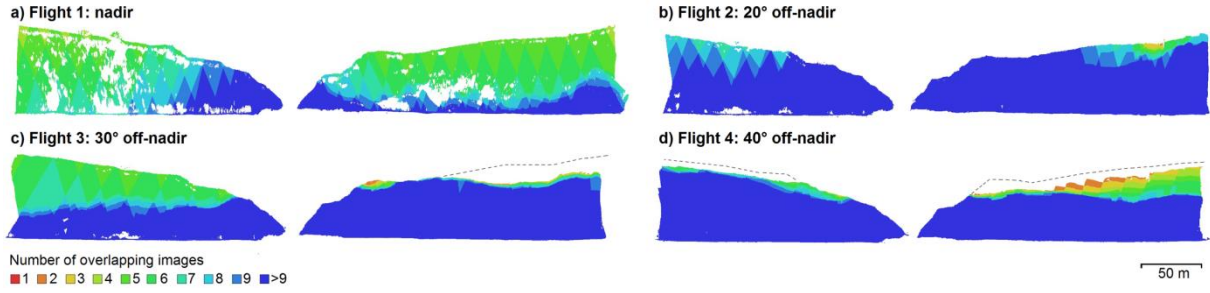 a) Flight 1: nadir
b) Flight 2: 20° off-nadir
c) Flight 3: 30° off-nadir
d) Flight 4: 40° off-nadir
Number of overlapping images
1 2 3 4 5 6 7 8 9 >9
50 m